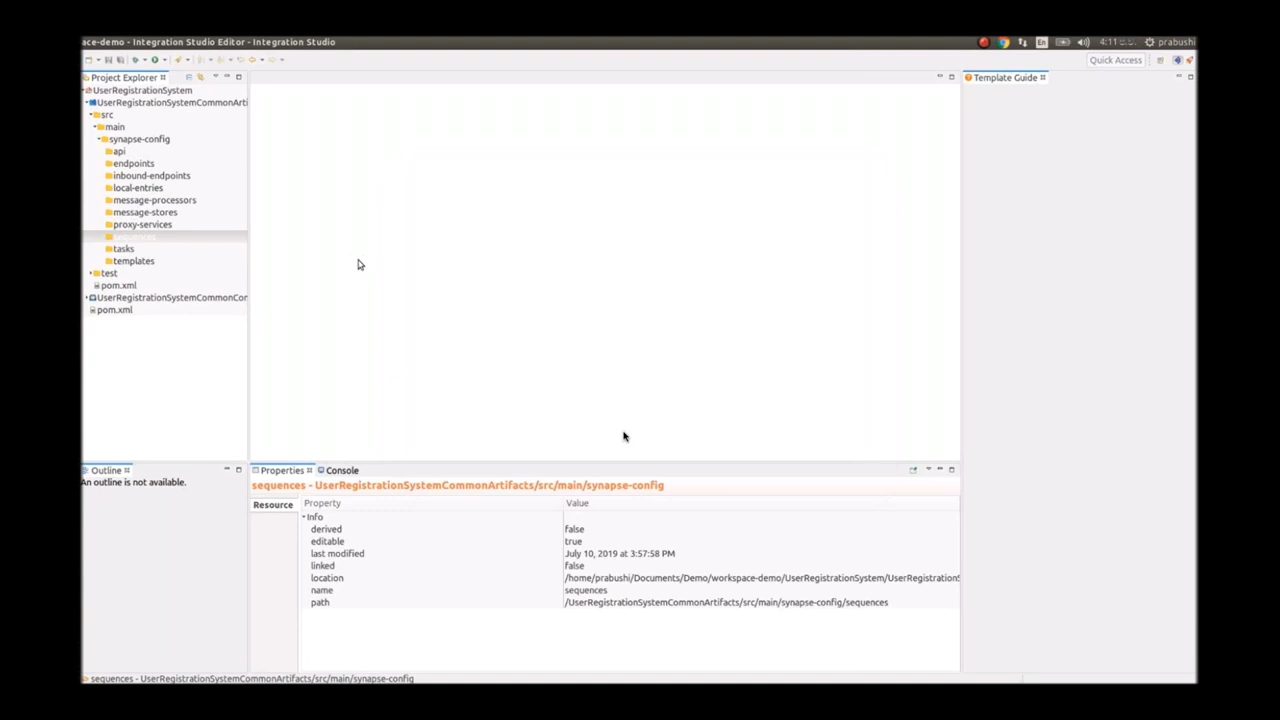 ace-demo - Integration Studio Editor - Integration Studio
En
prabushi
Quick Access
Project Explorer
UserRegistrationSystem
UserRegistrationSystemCommonArti
src
main
synapse-config
api
endpoints
inbound-endpoints
local-entries
message-processors
message-stores
proxy-services
sequences
tasks
templates
test
pom.xml
UserRegistrationSystemCommonCor
pom.xml
Template Guide
Outline
An outline is not available.
Properties
Console
sequences - UserRegistrationSystemCommonArtifacts/src/main/synapse-config
Resource
Property Value
Info
derived false
editable true
last modified July 10, 2019 at 3:57:58 PM
linked false
location /home/prabushi/Documents/Demo/workspace-demo/UserRegistrationSystem/UserRegistrationS
name sequences
path /UserRegistrationSystemCommonArtifacts/src/main/synapse-config/sequences
sequences - UserRegistrationSystemCommonArtifacts/src/main/synapse-config